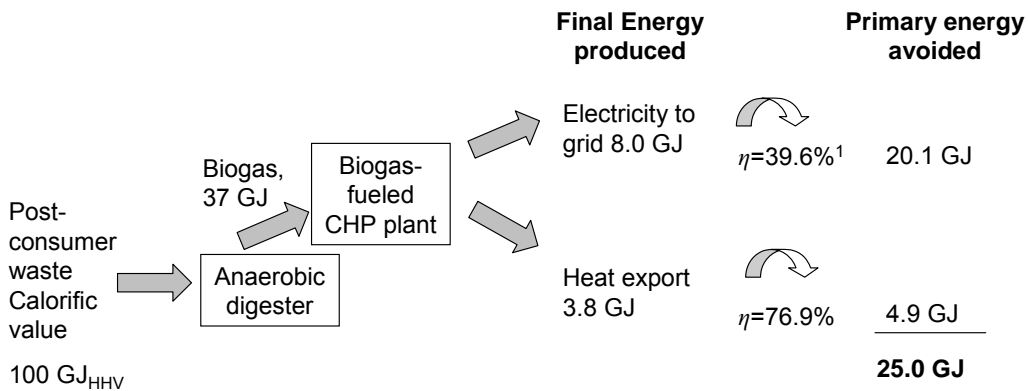 Final Energy
produced
Primary energy
avoided
Electricity to
grid 8.0 GJ
η=39.6%¹
20.1 GJ
Biogas,
37 GJ
Biogas-
fueled
CHP plant
Post-
consumer
waste
Calorific
value
100 GJHHV
Anaerobic
digester
Heat export
3.8 GJ
η=76.9%
4.9 GJ
25.0 GJ